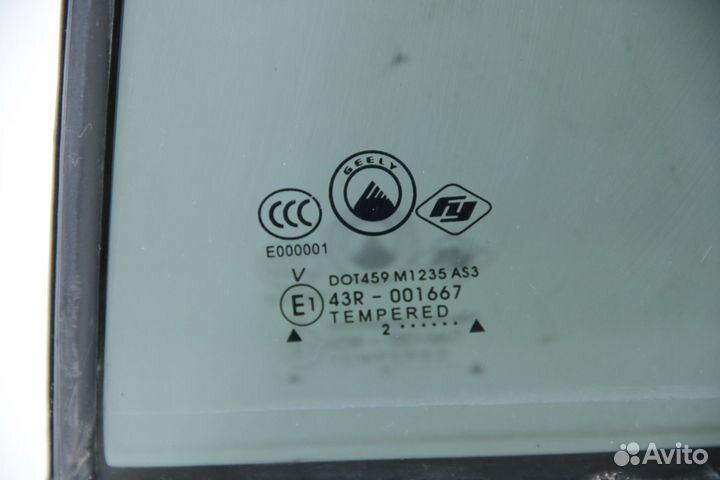 GEELY
CCC
FY
E000001
V
DOT459 M1235 AS3
E1 43R - 001667
TEMPERED
2 ......
Avito